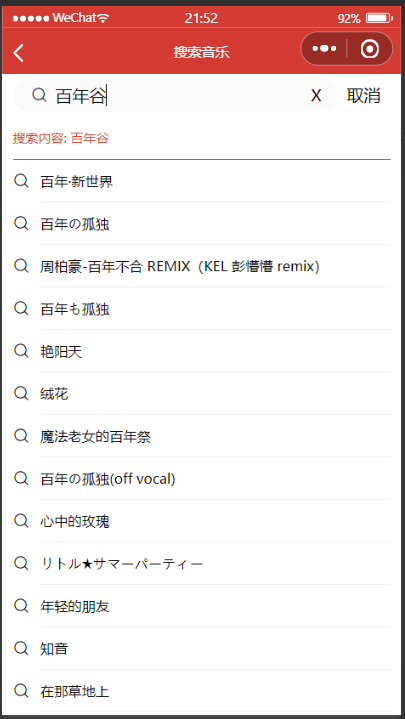 WeChat 21:52 92%
搜索音乐
百年谷 X 取消
搜索内容: 百年谷
百年·新世界
百年の孤独
周柏豪-百年不合 REMIX（KEL 彭懵懵 remix）
百年も孤独
艳阳天
绒花
魔法老女的百年祭
百年の孤独(off vocal)
心中的玫瑰
リトル★サマーパーティー
年轻的朋友
知音
在那草地上